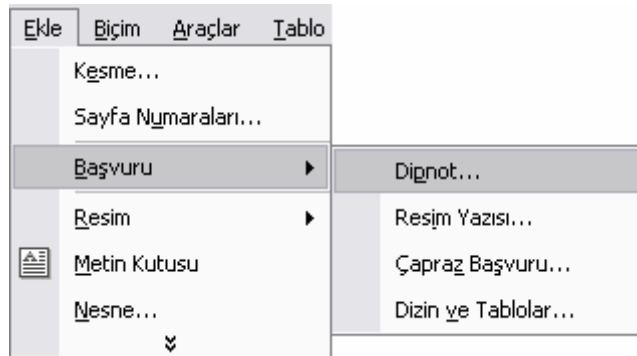 Ekle Biçim Araçlar Tablo
Kesme...
Sayfa Numaraları...
Başvuru
Dipnot...
Resim
Resim Yazısı...
Metin Kutusu
Çapraz Başvuru...
Nesne...
Dizin ve Tablolar...